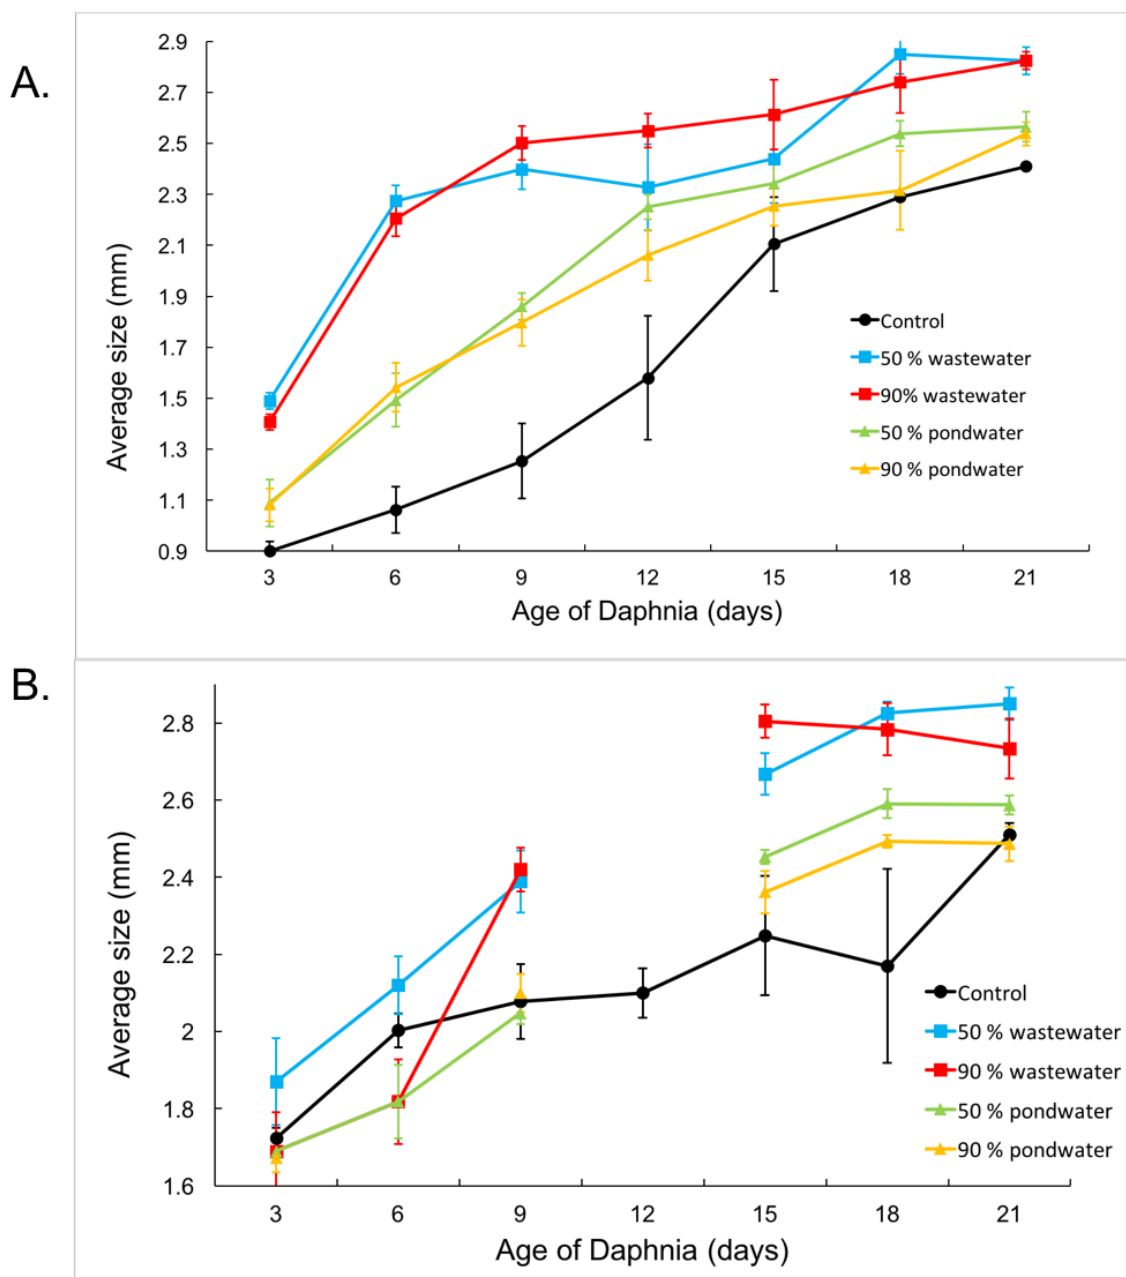 A.
2.9
2.7
2.5
2.3
2.1
1.9
1.7
1.5
1.3
1.1
0.9
Average size (mm)
Control
50 % wastewater
90% wastewater
50 % pondwater
90 % pondwater
3 6 9 12 15 18 21
Age of Daphnia (days)
B.
2.8
2.6
2.4
2.2
2
1.8
1.6
Average size (mm)
Control
50 % wastewater
90 % wastewater
50 % pondwater
90 % pondwater
3 6 9 12 15 18 21
Age of Daphnia (days)